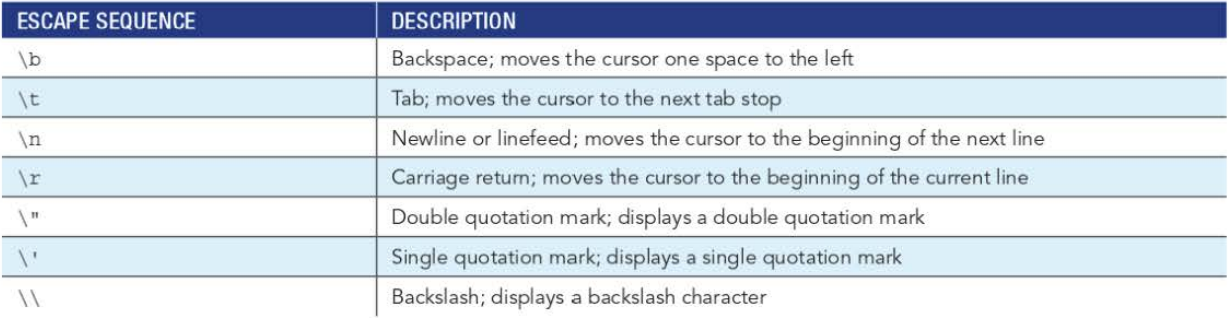 ESCAPE SEQUENCE DESCRIPTION
\b Backspace; moves the cursor one space to the left
\t Tab; moves the cursor to the next tab stop
\n Newline or linefeed; moves the cursor to the beginning of the next line
\r Carriage return; moves the cursor to the beginning of the current line
\" Double quotation mark; displays a double quotation mark
\' Single quotation mark; displays a single quotation mark
\\ Backslash; displays a backslash character